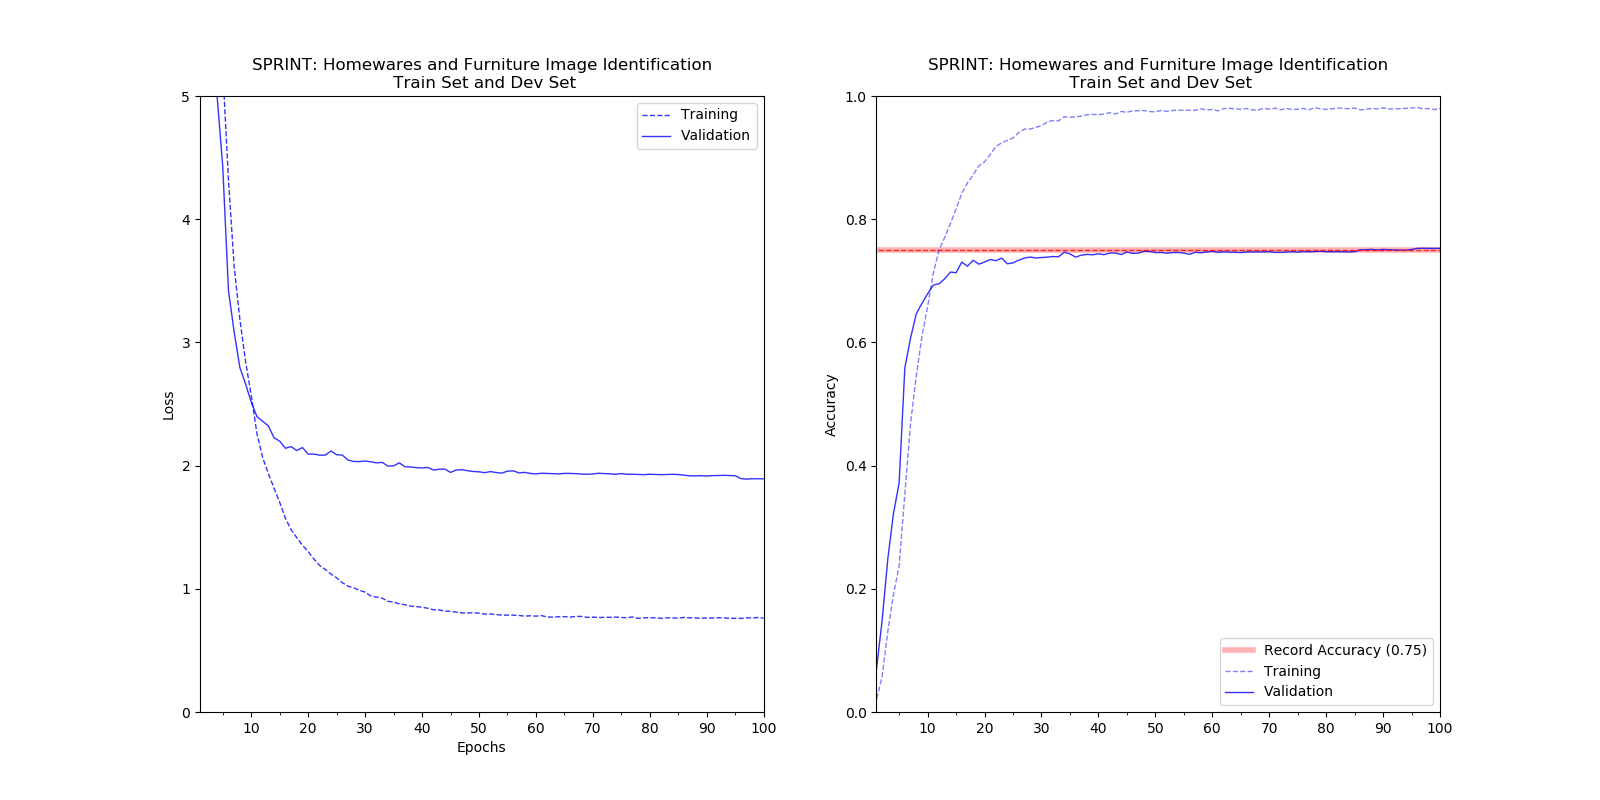 SPRINT: Homewares and Furniture Image Identification
Train Set and Dev Set
5
4
3
2
1
0
Loss
10 20 30 40 50 60 70 80 90 100
Epochs
Training
Validation
SPRINT: Homewares and Furniture Image Identification
Train Set and Dev Set
1.0
0.8
0.6
0.4
0.2
0.0
Accuracy
10 20 30 40 50 60 70 80 90 100
Record Accuracy (0.75)
Training
Validation